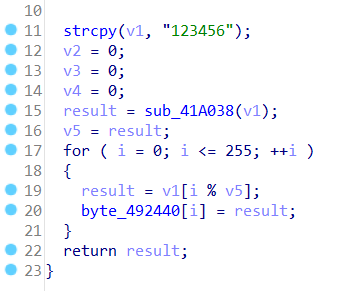 10
11 strcpy(v1, "123456");
12 v2 = 0;
13 v3 = 0;
14 v4 = 0;
15 result = sub_41A038(v1);
16 v5 = result;
17 for ( i = 0; i <= 255; ++i )
18 {
19 result = v1[i % v5];
20 byte_492440[i] = result;
21 }
22 return result;
23 }